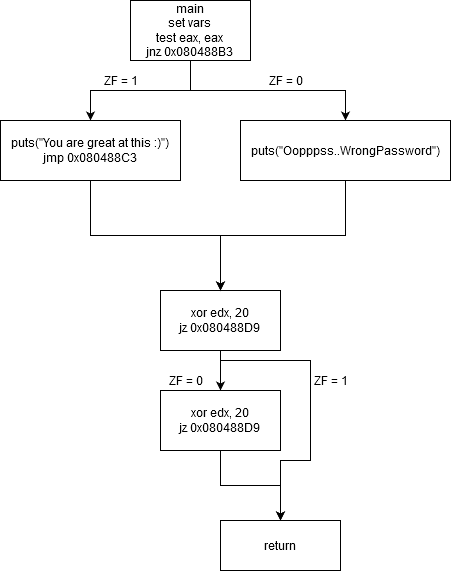 main
set vars
test eax, eax
jnz 0x080488B3
ZF = 1
ZF = 0
puts("You are great at this :)")
jmp 0x080488C3
puts("Oopppss..WrongPassword")
xor edx, 20
jz 0x080488D9
ZF = 0
ZF = 1
xor edx, 20
jz 0x080488D9
return